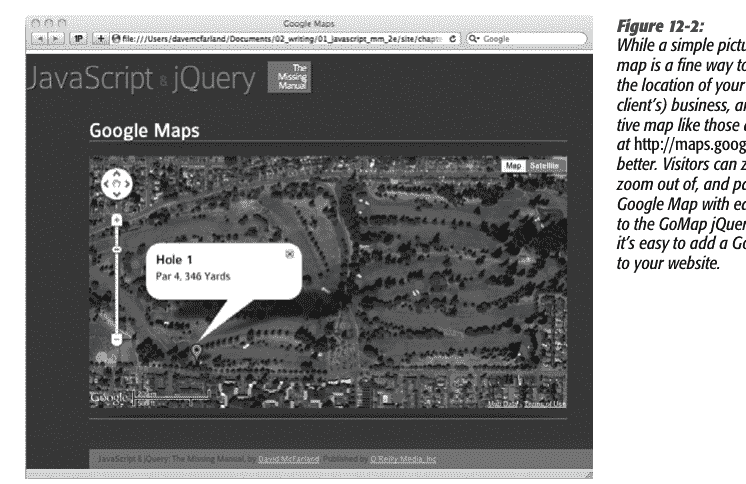 Google Maps
1P
file:///Users/davemcfarland/Documents/02_writing/01_javascript_mm_2e/site/chapt
Google
JavaScript & jQuery
The
Missing
Manual
Google Maps
Map Satellite
Hole 1
Par 4, 346 Yards
Google
Map Data - Terms of Use
JavaScript & jQuery: The Missing Manual, by David McFarland. Published by O'Reilly Media, Inc
Figure 12-2:
While a simple pictu
map is a fine way to
the location of your
client's) business, a
tive map like those a
at http://maps.goog
better. Visitors can z
zoom out of, and pa
Google Map with ea
to the GoMap jQuer
it's easy to add a Go
to your website.